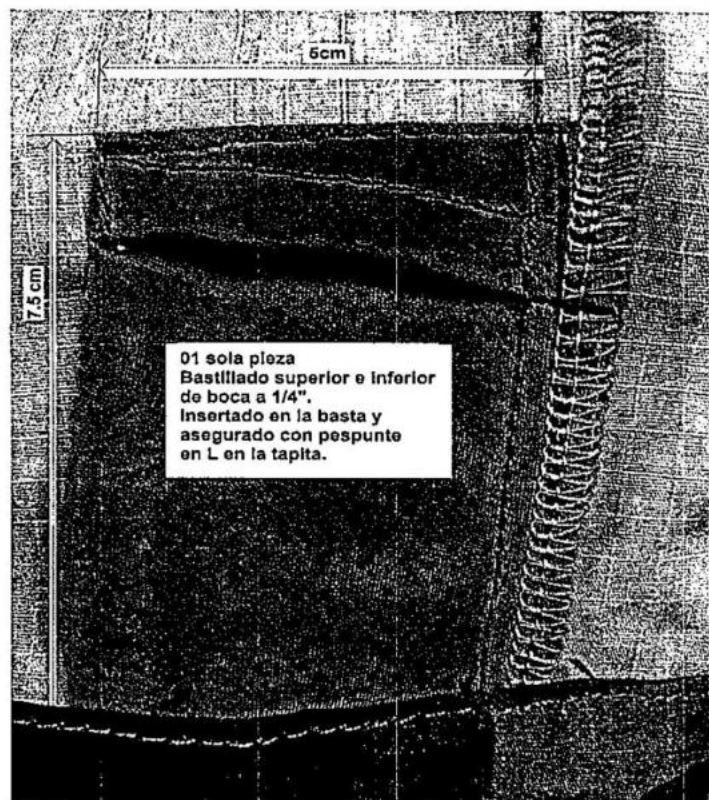 5cm
7.5 cm
01 sola pieza
Bastillado superior e inferior
de boca a 1/4".
Insertado en la basta y
asegurado con pespunte
en L en la tapita.